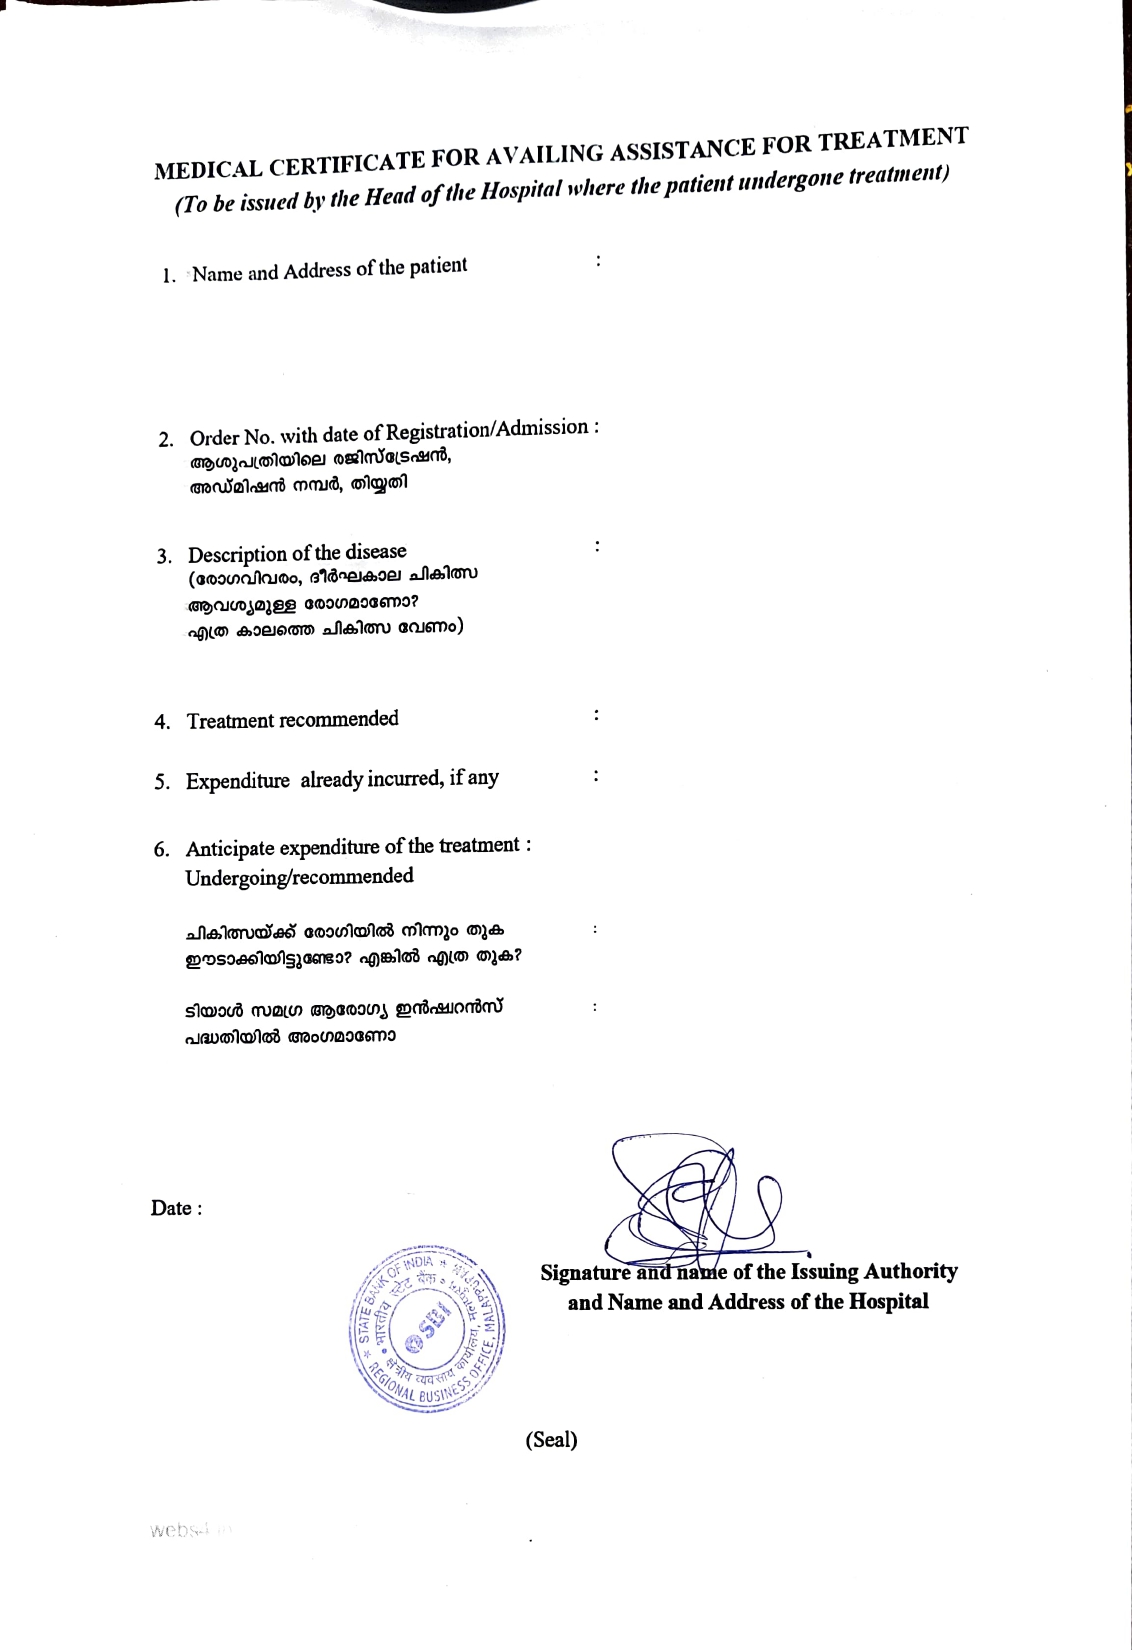 MEDICAL CERTIFICATE FOR AVAILING ASSISTANCE FOR TREATMENT
(To be issued by the Head of the Hospital where the patient undergone treatment)
1. Name and Address of the patient :
2. Order No. with date of Registration/Admission :
ആശുപത്രിയിലെ രജിസ്ട്രേഷൻ,
അഡ്മിഷൻ നമ്പർ, തിയ്യതി
3. Description of the disease :
(രോഗവിവരം, ദീർഘകാല ചികിത്സ
ആവശ്യമുള്ള രോഗമാണോ?
എത്ര കാലത്തെ ചികിത്സ വേണം)
4. Treatment recommended :
5. Expenditure already incurred, if any :
6. Anticipate expenditure of the treatment :
Undergoing/recommended
ചികിത്സയ്ക്ക് രോഗിയിൽ നിന്നും തുക :
ഈടാക്കിയിട്ടുണ്ടോ? എങ്കിൽ എത്ര തുക?
ടിയാൾ സമഗ്ര ആരോഗ്യ ഇൻഷുറൻസ് :
പദ്ധതിയിൽ അംഗമാണോ
Date :
Signature and name of the Issuing Authority
and Name and Address of the Hospital
★ STATE BANK OF INDIA ★
REGIONAL BUSINESS OFFICE, MALAPPURAM
भारतीय स्टेट बैंक
क्षेत्रीय व्यवसाय कार्यालय,
SBI
(Seal)